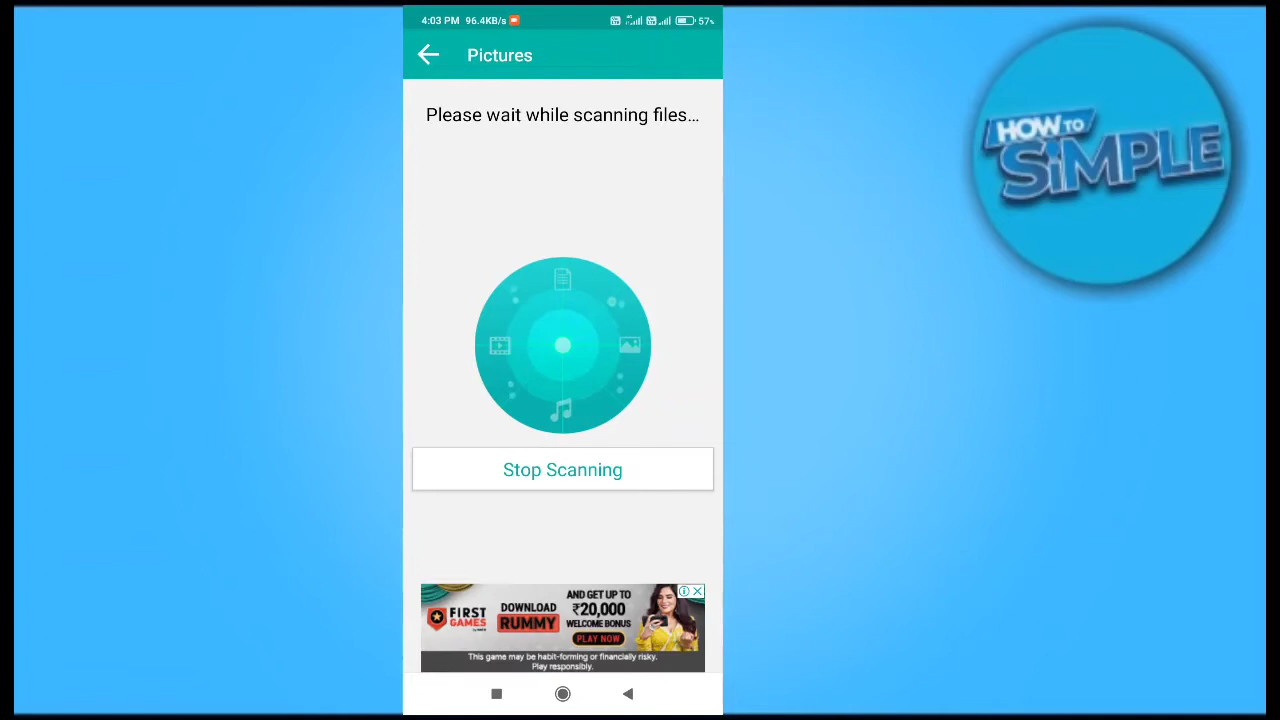 4:03 PM 96.4KB/s
57%
Pictures
HOW TO
SiMPLE
Please wait while scanning files...
Stop Scanning
FIRST
GAMES
DOWNLOAD
RUMMY
AND GET UP TO
₹20,000
WELCOME BONUS
PLAY NOW
This game may be habit-forming or financially risky.
Play responsibly.